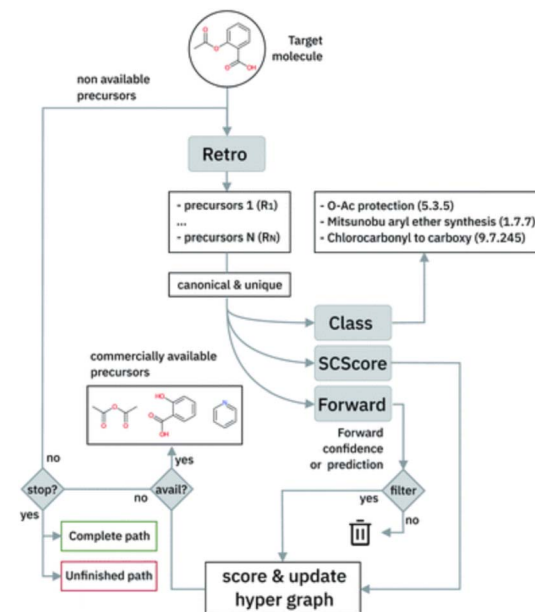 Target
molecule
non available
precursors
Retro
- precursors 1 (R1)
...
- precursors N (RN)
- O-Ac protection (5.3.5)
- Mitsunobu aryl ether synthesis (1.7.7)
- Chlorocarbonyl to carboxy (9.7.245)
canonical & unique
Class
commercially available
precursors
SCScore
Forward
Forward
confidence
or prediction
no
yes
stop?
no
avail?
yes
filter
no
yes
Complete path
Unfinished path
score & update
hyper graph